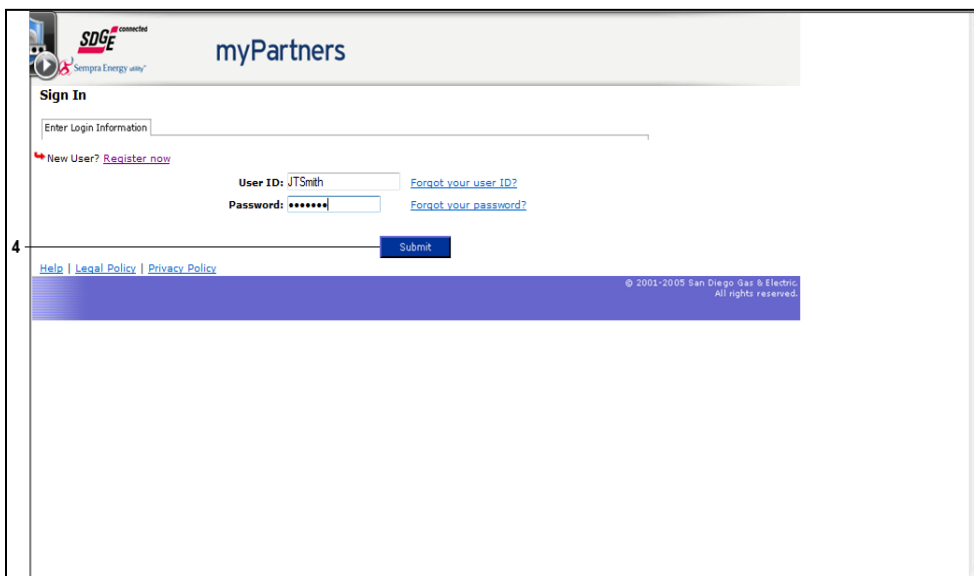 SDGE connected
Sempra Energy utility™
myPartners
Sign In
Enter Login Information
New User? Register now
User ID: JTSmith Forgot your user ID?
Password: ••••••• Forgot your password?
4 Submit
Help | Legal Policy | Privacy Policy
© 2001-2005 San Diego Gas & Electric.
All rights reserved.